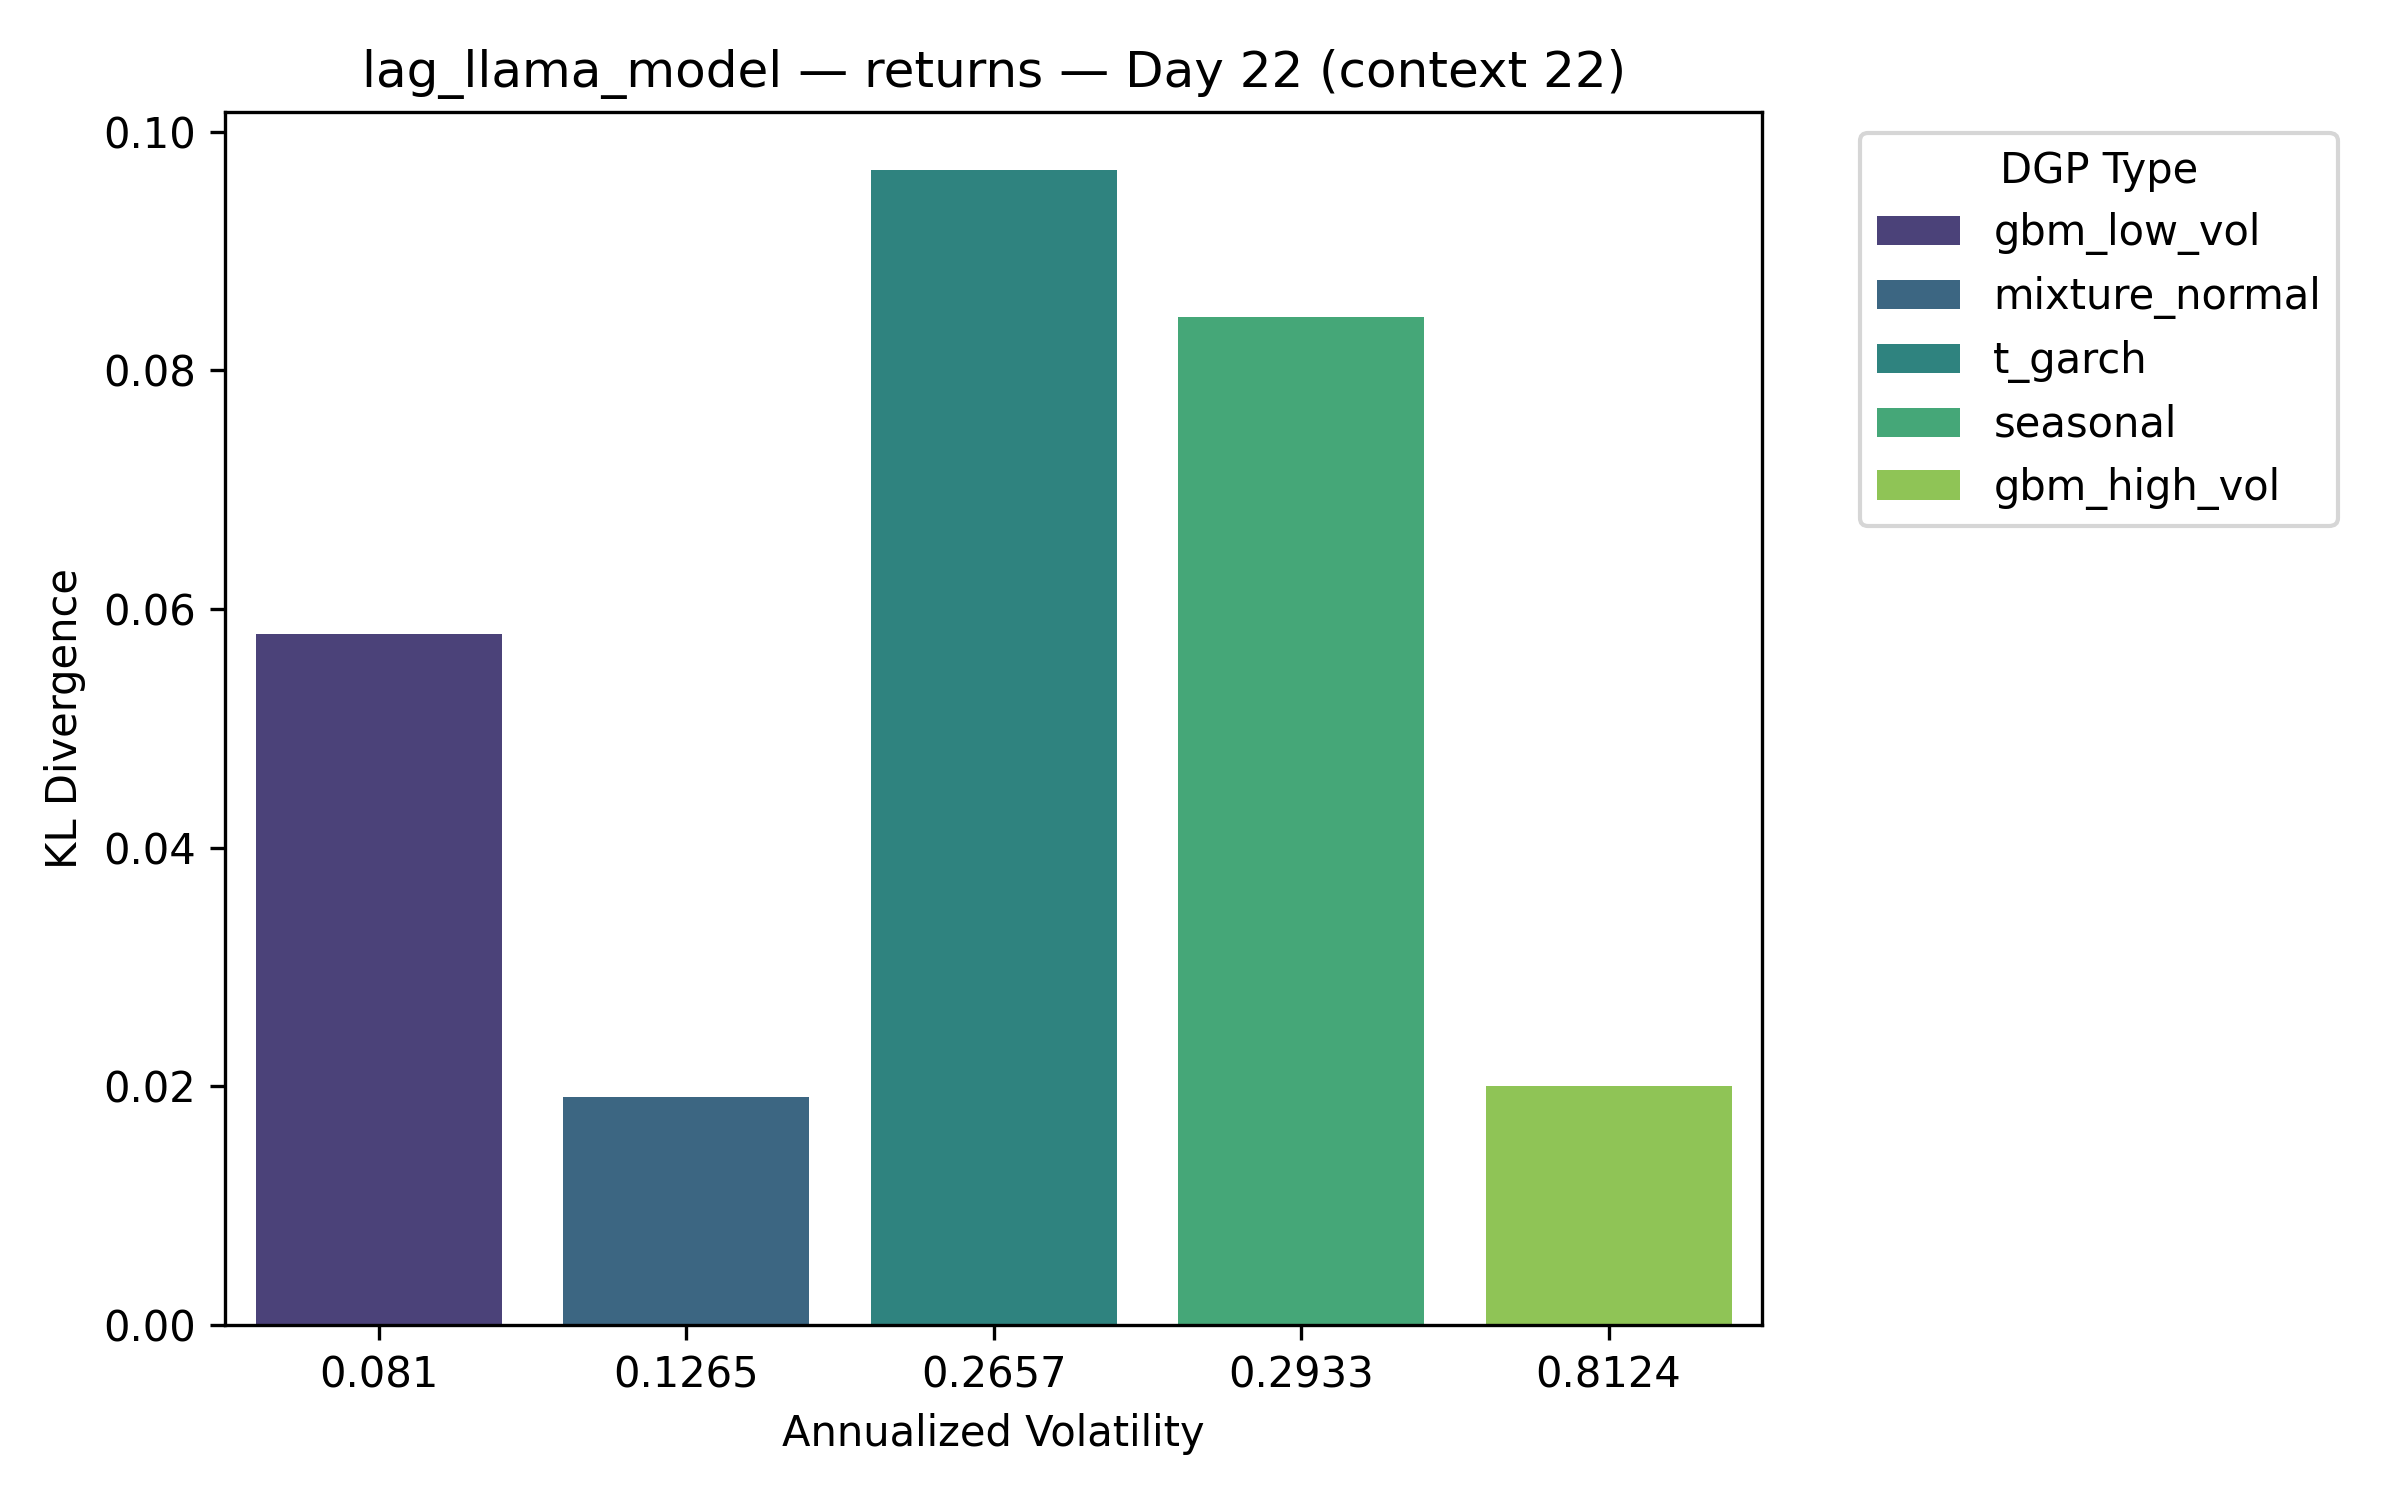 lag_llama_model — returns — Day 22 (context 22)
KL Divergence
0.10
0.08
0.06
0.04
0.02
0.00
0.081
0.1265
0.2657
0.2933
0.8124
Annualized Volatility
DGP Type
gbm_low_vol
mixture_normal
t_garch
seasonal
gbm_high_vol